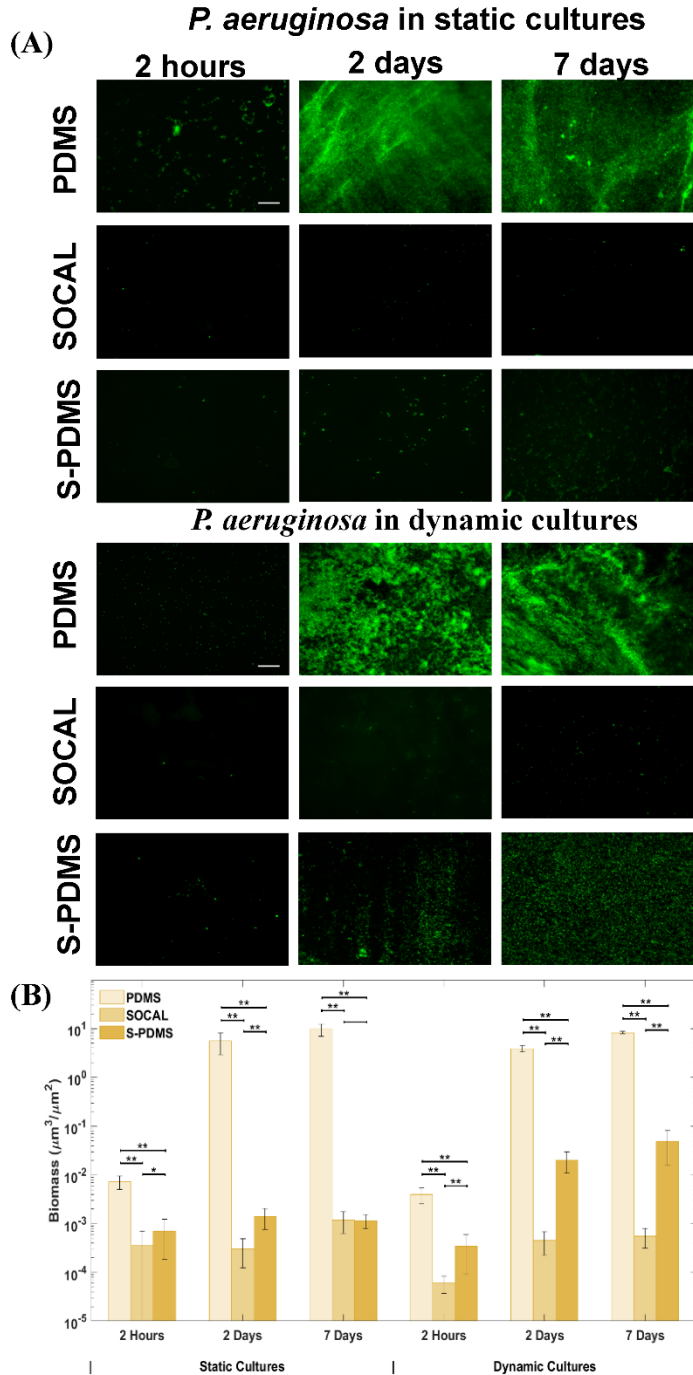 P. aeruginosa in static cultures
(A)
2 hours 2 days 7 days
PDMS
SOCAL
S-PDMS
P. aeruginosa in dynamic cultures
PDMS
SOCAL
S-PDMS
(B)
PDMS
SOCAL
S-PDMS
Biomass (μm³/μm²)
10¹
10⁰
10⁻¹
10⁻²
10⁻³
10⁻⁴
10⁻⁵
**
**
*
**
**
**
**
**
**
**
**
**
**
**
**
**
**
2 Hours 2 Days 7 Days 2 Hours 2 Days 7 Days
Static Cultures Dynamic Cultures